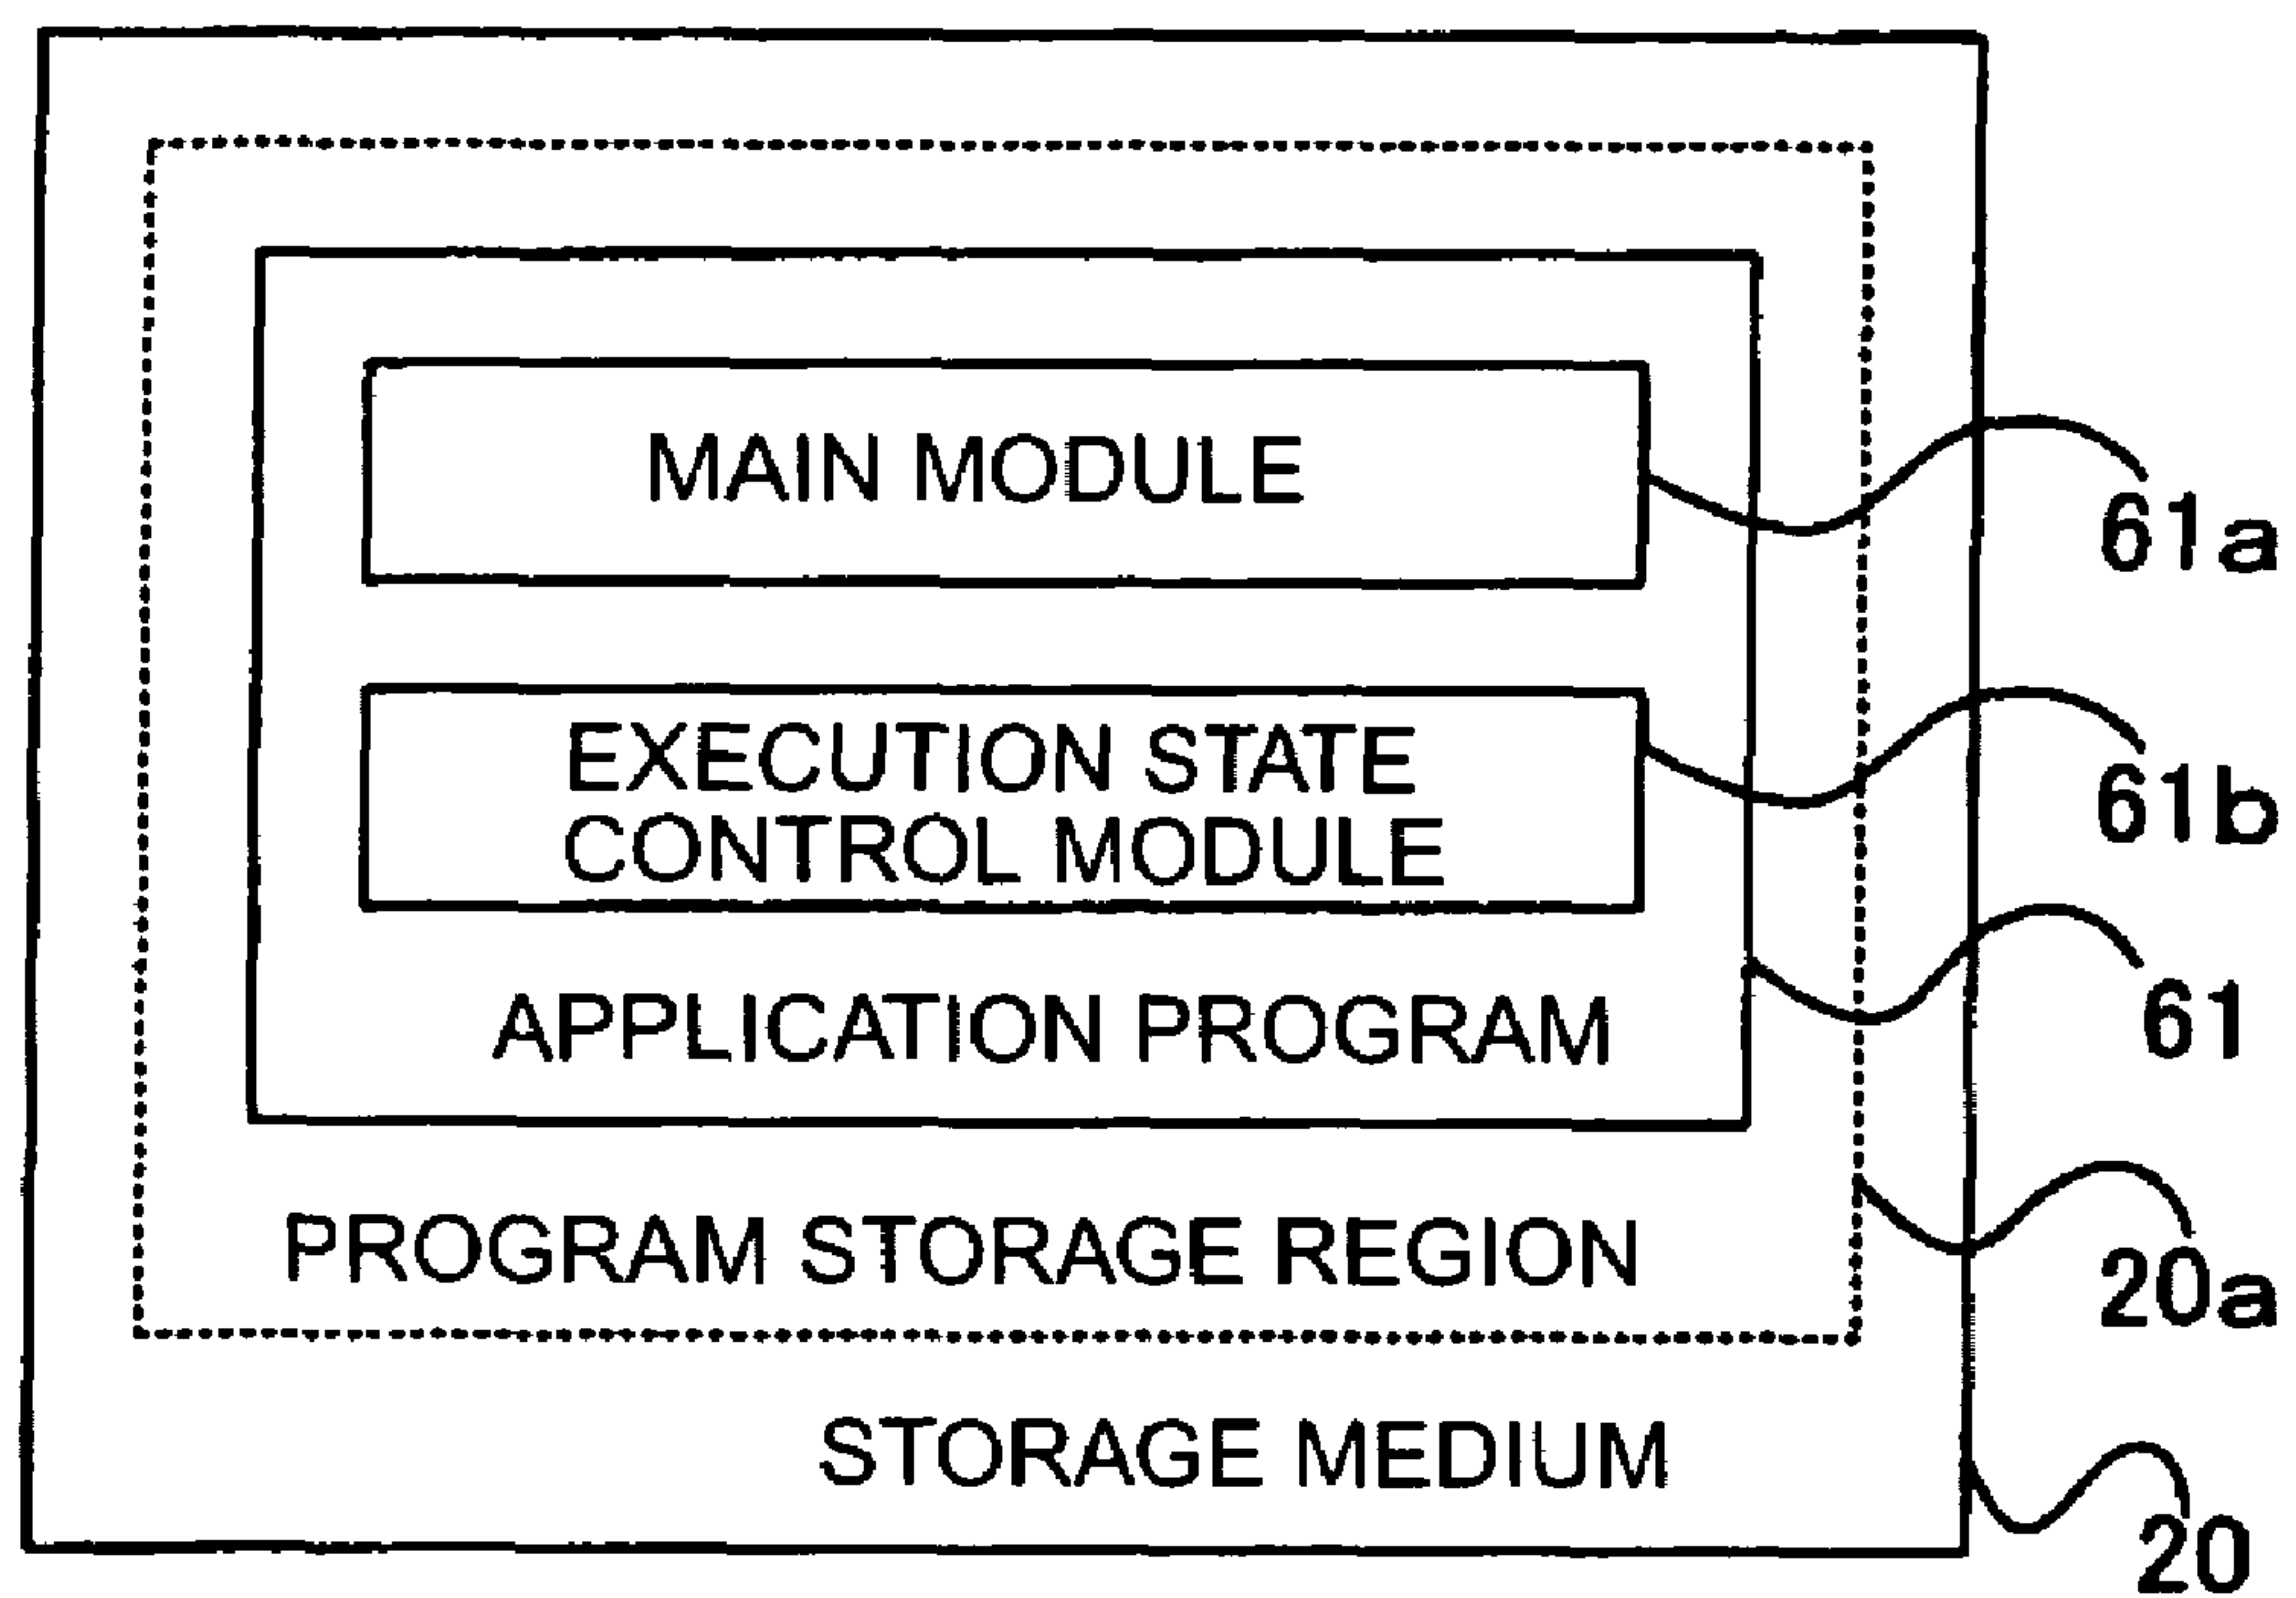 MAIN MODULE
61a
EXECUTION STATE
CONTROL MODULE
61b
APPLICATION PROGRAM
61
PROGRAM STORAGE REGION
20a
STORAGE MEDIUM
20